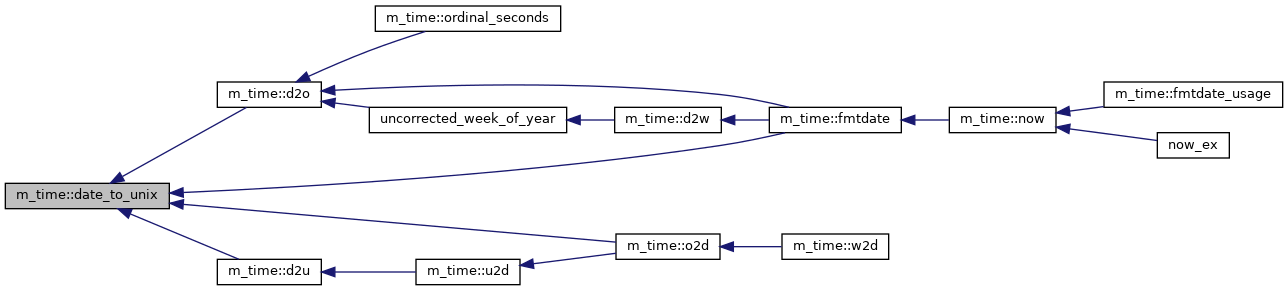 m_time::ordinal_seconds
m_time::d2o
m_time::fmtdate_usage
uncorrected_week_of_year
m_time::d2w
m_time::fmtdate
m_time::now
now_ex
m_time::date_to_unix
m_time::o2d
m_time::w2d
m_time::d2u
m_time::u2d